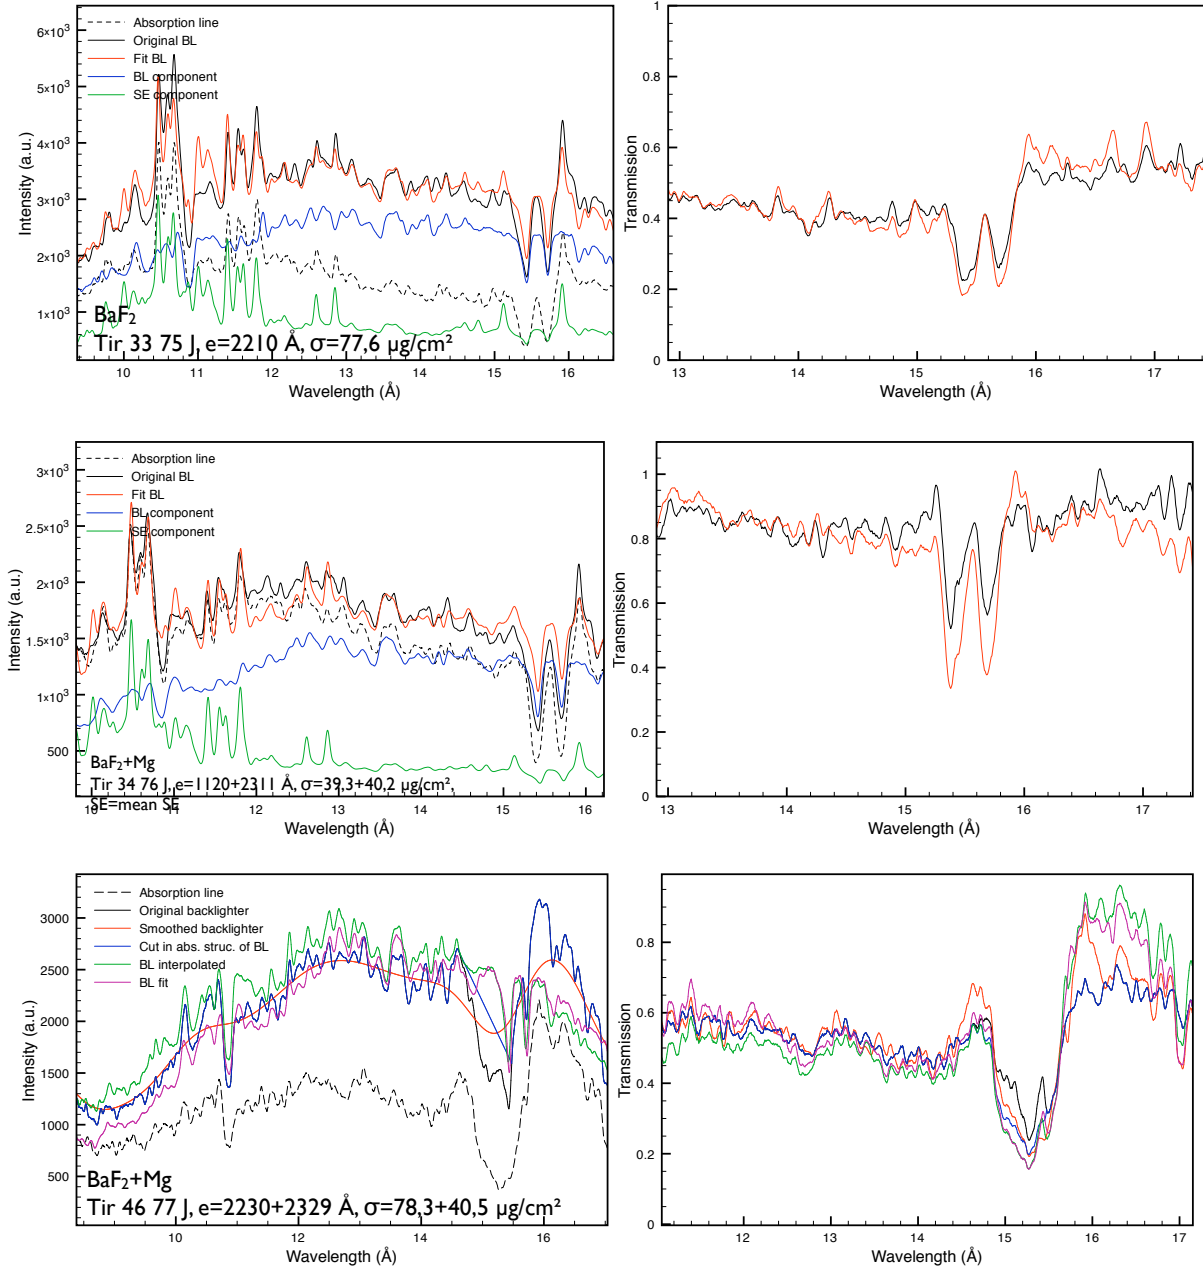 6×10³
5×10³
4×10³
3×10³
2×10³
1×10³
Intensity (a.u.)
Absorption line
Original BL
Fit BL
BL component
SE component
BaF₂
Tir 33 75 J, e=2210 Å, σ=77,6 µg/cm²
10 11 12 13 14 15 16
Wavelength (Å)
1
0.8
0.6
0.4
0.2
0
Transmission
13 14 15 16 17
Wavelength (Å)
3×10³
2.5×10³
2×10³
1.5×10³
1×10³
500
Intensity (a.u.)
Absorption line
Original BL
Fit BL
BL component
SE component
BaF₂+Mg
Tir 34 76 J, e=1120+2311 Å, σ=39,3+40,2 µg/cm²,
SE=mean SE
10 11 12 13 14 15 16
Wavelength (Å)
1
0.8
0.6
0.4
0.2
0
Transmission
13 14 15 16 17
Wavelength (Å)
3000
2500
2000
1500
1000
500
Intensity (a.u.)
Absorption line
Original backlighter
Smoothed backlighter
Cut in abs. struc. of BL
BL interpolated
BL fit
BaF₂+Mg
Tir 46 77 J, e=2230+2329 Å, σ=78,3+40,5 µg/cm²
10 12 14 16
Wavelength (Å)
0.8
0.6
0.4
0.2
0
Transmission
12 13 14 15 16 17
Wavelength (Å)